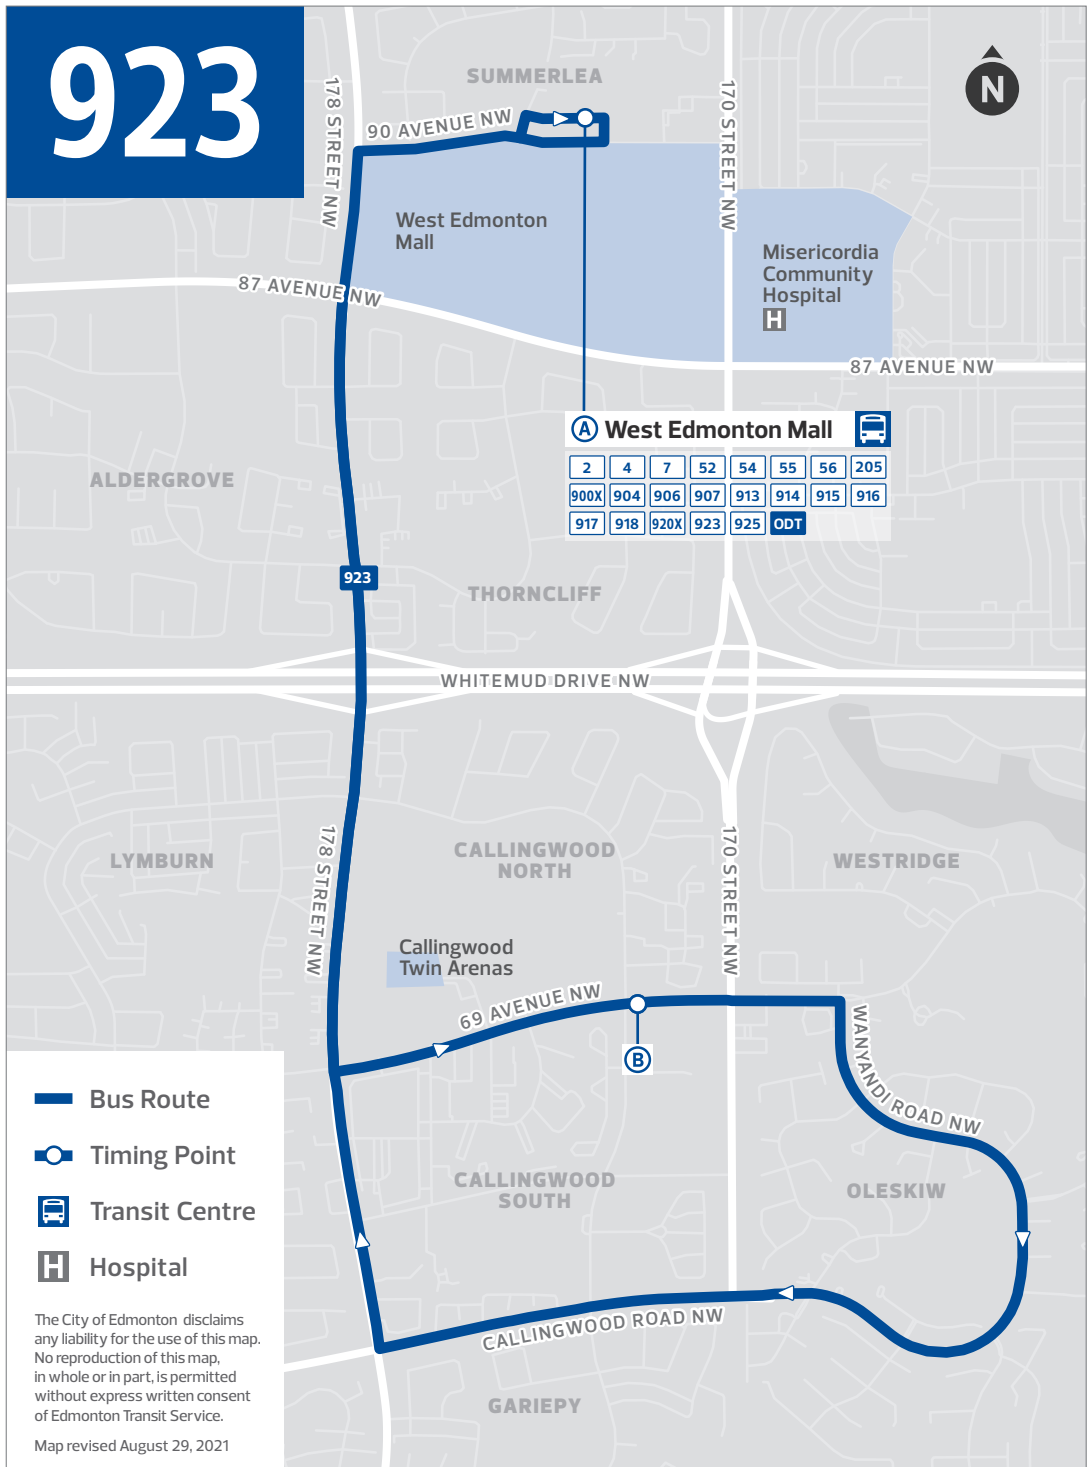 923
SUMMERLEA
N
178 STREET NW
90 AVENUE NW
170 STREET NW
West Edmonton
Mall
Misericordia
Community
Hospital
H
87 AVENUE NW
87 AVENUE NW
A West Edmonton Mall
2 4 7 52 54 55 56 205
900X 904 906 907 913 914 915 916
917 918 920X 923 925 ODT
ALDERGROVE
923
THORNCLIFF
WHITEMUD DRIVE NW
178 STREET NW
LYMBURN
CALLINGWOOD
NORTH
170 STREET NW
WESTRIDGE
Callingwood
Twin Arenas
69 AVENUE NW
B
WANYANDI ROAD NW
CALLINGWOOD
SOUTH
OLESKIW
CALLINGWOOD ROAD NW
GARIEPY
Bus Route
Timing Point
Transit Centre
H Hospital
The City of Edmonton disclaims
any liability for the use of this map.
No reproduction of this map,
in whole or in part, is permitted
without express written consent
of Edmonton Transit Service.
Map revised August 29, 2021